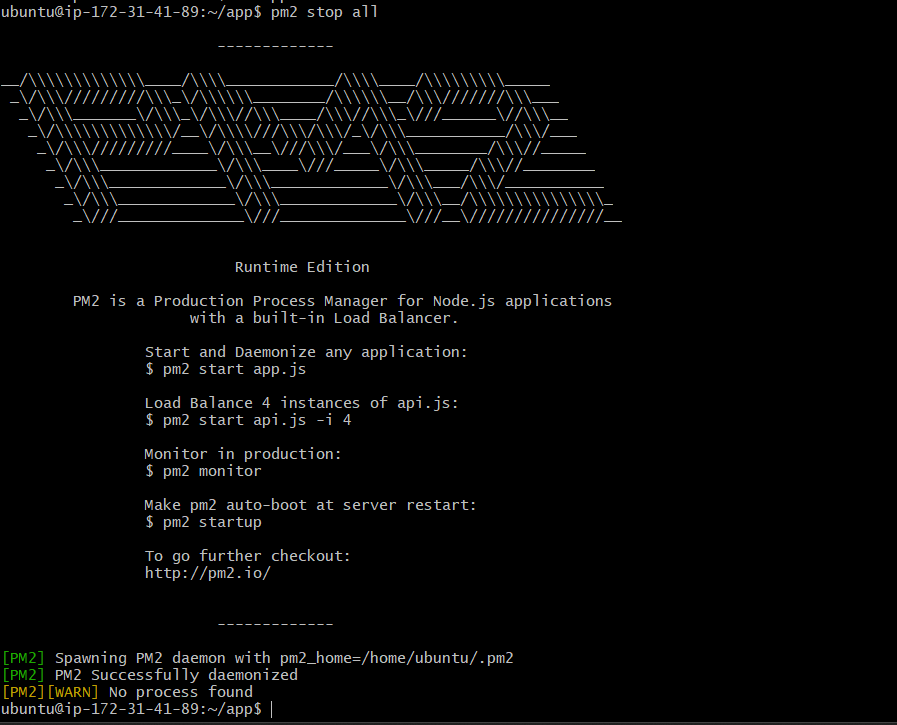 ubuntu@ip-172-31-41-89:~/app$ pm2 stop all
-------------
__/\\\\\\\\\\\\\____/\\\\____________/\\\\____/\\\\\\\\\_____
_\/\\\/////////\\\_\/\\\\\\________/\\\\\\__/\\\///////\\\___
_\/\\\_______\/\\\_\/\\\//\\\____/\\\//\\\_\///______\//\\\__
_\/\\\\\\\\\\\\\/__\/\\\\///\\\/\\\/_\/\\\___________/\\\/___
_\/\\\/////////____\/\\\__\///\\\/___\/\\\________/\\\//_____
_\/\\\_____________\/\\\____\///_____\/\\\_____/\\\//________
_\/\\\_____________\/\\\_____________\/\\\___/\\\/___________
_\/\\\_____________\/\\\_____________\/\\\__/\\\\\\\\\\\\\\\_
_\///______________\///______________\///__\///////////////__
Runtime Edition
PM2 is a Production Process Manager for Node.js applications
with a built-in Load Balancer.
Start and Daemonize any application:
$ pm2 start app.js
Load Balance 4 instances of api.js:
$ pm2 start api.js -i 4
Monitor in production:
$ pm2 monitor
Make pm2 auto-boot at server restart:
$ pm2 startup
To go further checkout:
http://pm2.io/
-------------
[PM2] Spawning PM2 daemon with pm2_home=/home/ubuntu/.pm2
[PM2] PM2 Successfully daemonized
[PM2][WARN] No process found
ubuntu@ip-172-31-41-89:~/app$